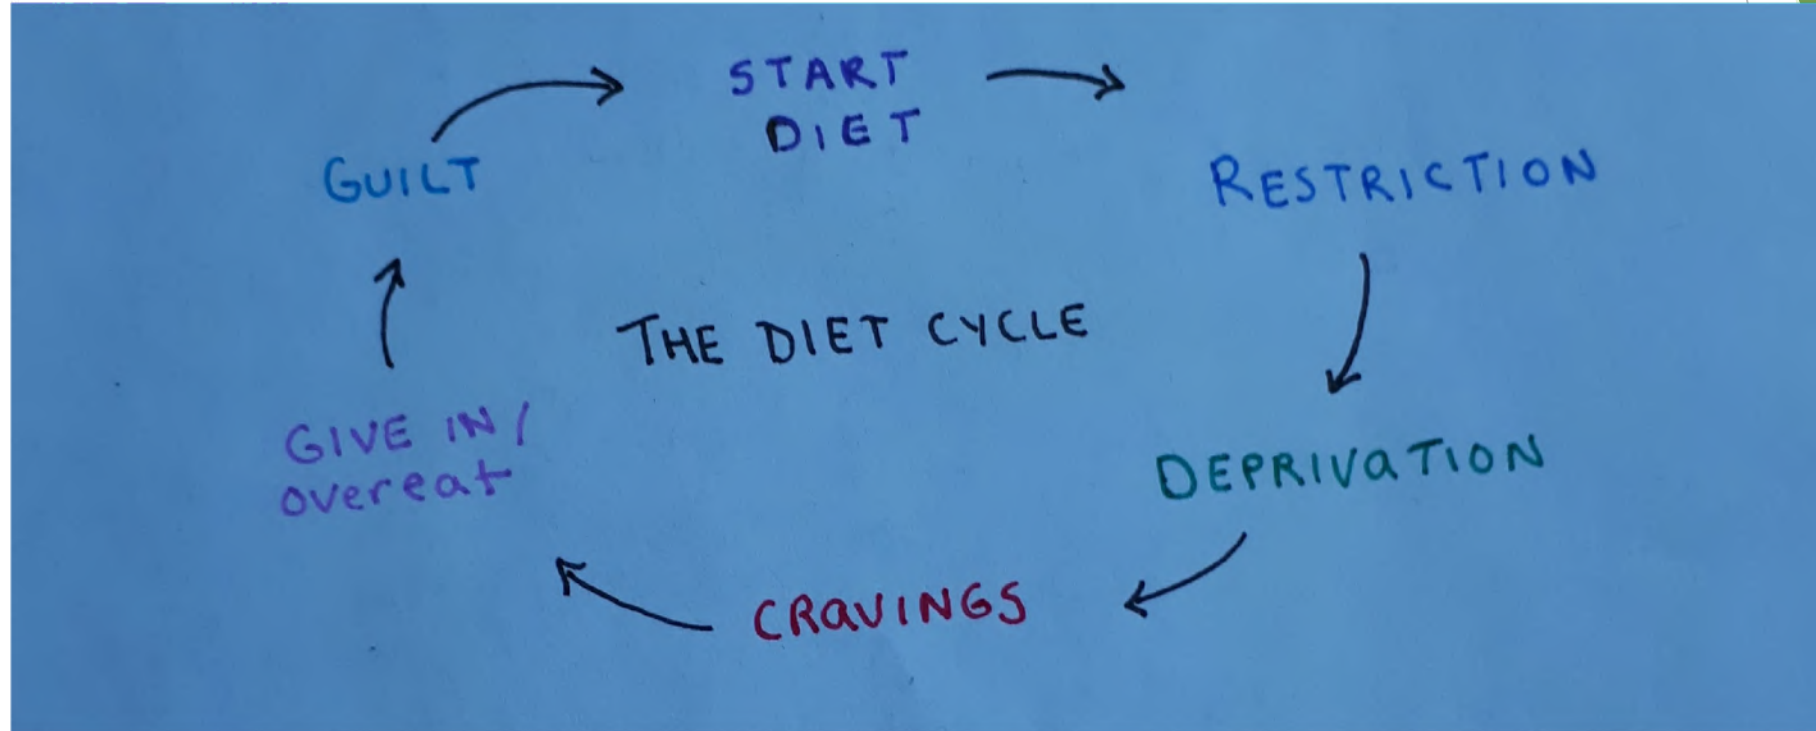 START
DIET
RESTRICTION
DEPRIVaTION
CRaVINGS
GIVE IN/
overeat
GUILT
THE DIET CYCLE